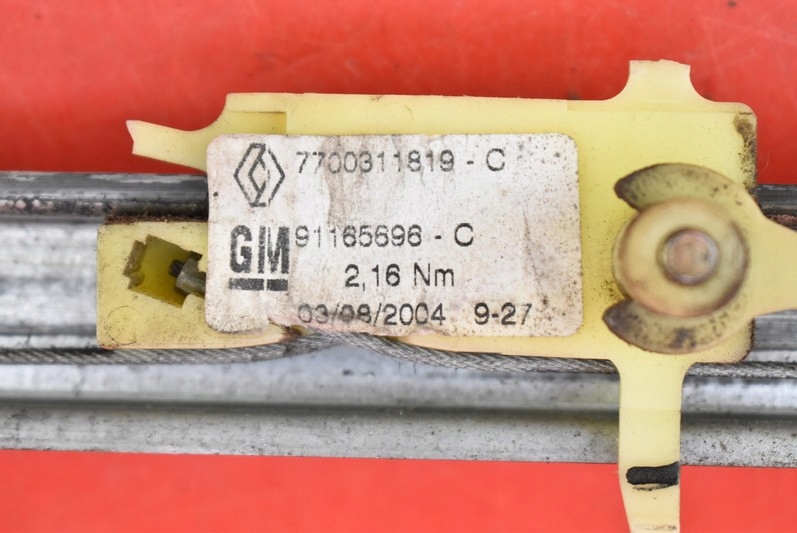 7700311819 - C
GM 91165696 - C
2,16 Nm
03/08/2004 9-27